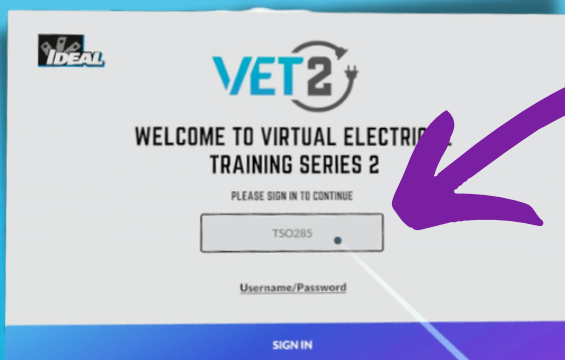 IDEAL
VET2
WELCOME TO VIRTUAL
TRAINING SERIES 2
PLEASE SIGN IN TO CONTINUE
TSO285
Username/Password
SIGN IN